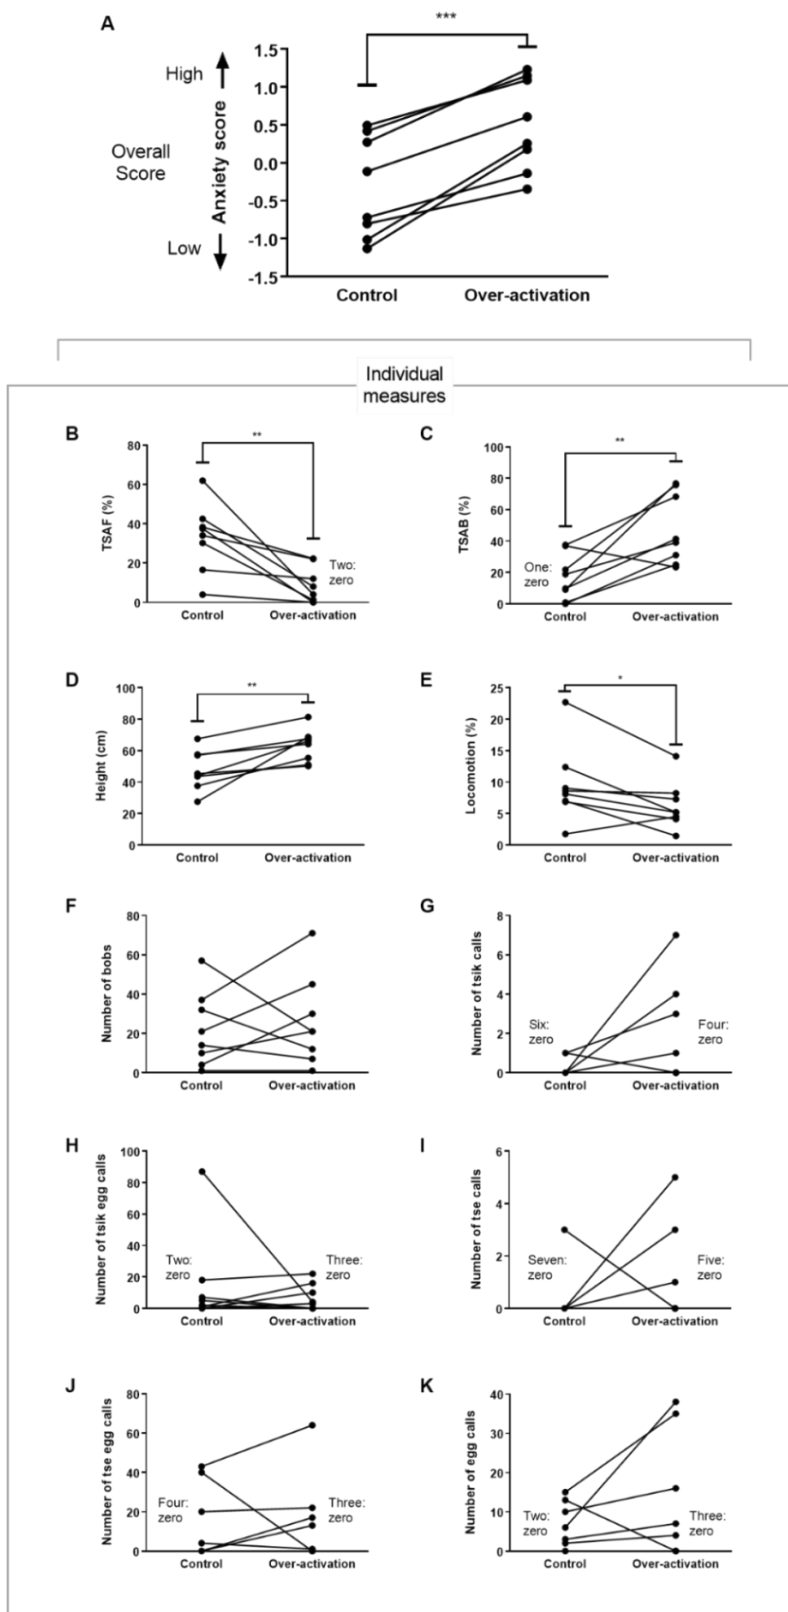 A
***
High
Overall
Score
Low
Anxiety score
1.5
1.0
0.5
0.0
-0.5
-1.0
-1.5
Control Over-activation
Individual
measures
B
**
TSAF (%)
80
60
40
20
0
Two:
zero
Control Over-activation
C
**
TSAB (%)
100
80
60
40
20
0
One:
zero
Control Over-activation
D
**
Height (cm)
100
80
60
40
20
0
Control Over-activation
E
*
Locomotion (%)
25
20
15
10
5
0
Control Over-activation
F
Number of bobs
80
60
40
20
0
Control Over-activation
G
Number of tsik calls
8
6
4
2
0
Six:
zero
Four:
zero
Control Over-activation
H
Number of tsik egg calls
100
80
60
40
20
0
Two:
zero
Three:
zero
Control Over-activation
I
Number of tse calls
6
4
2
0
Seven:
zero
Five:
zero
Control Over-activation
J
Number of tse egg calls
80
60
40
20
0
Four:
zero
Three:
zero
Control Over-activation
K
Number of egg calls
40
30
20
10
0
Two:
zero
Three:
zero
Control Over-activation